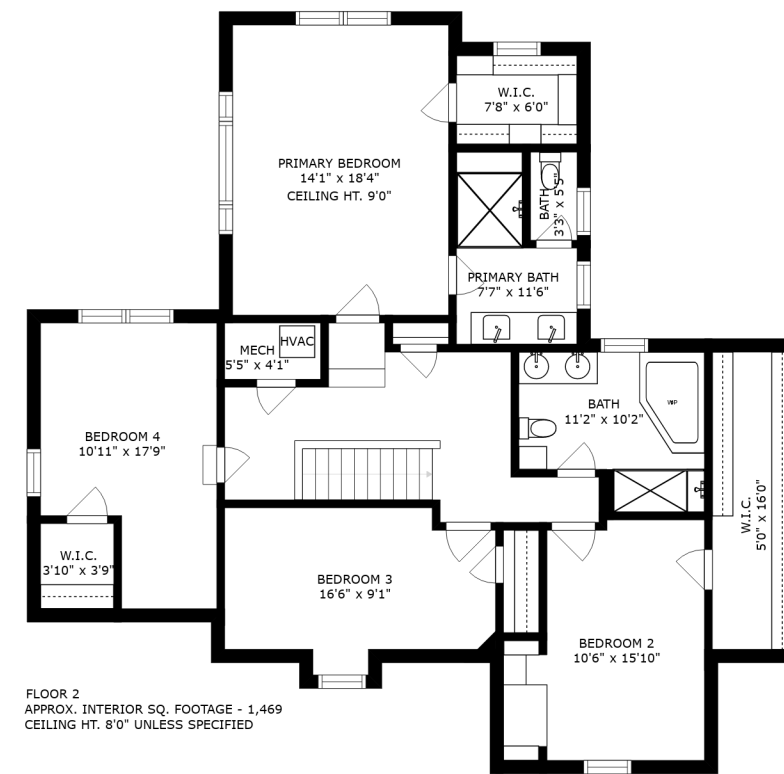 W.I.C.
7'8" x 6'0"
PRIMARY BEDROOM
14'1" x 18'4"
CEILING HT. 9'0"
BATH
3'3" x 5'5"
PRIMARY BATH
7'7" x 11'6"
MECH
5'5" x 4'1"
HVAC
BATH
11'2" x 10'2"
WP
BEDROOM 4
10'11" x 17'9"
W.I.C.
5'0" x 16'0"
W.I.C.
3'10" x 3'9"
BEDROOM 3
16'6" x 9'1"
BEDROOM 2
10'6" x 15'10"
FLOOR 2
APPROX. INTERIOR SQ. FOOTAGE - 1,469
CEILING HT. 8'0" UNLESS SPECIFIED